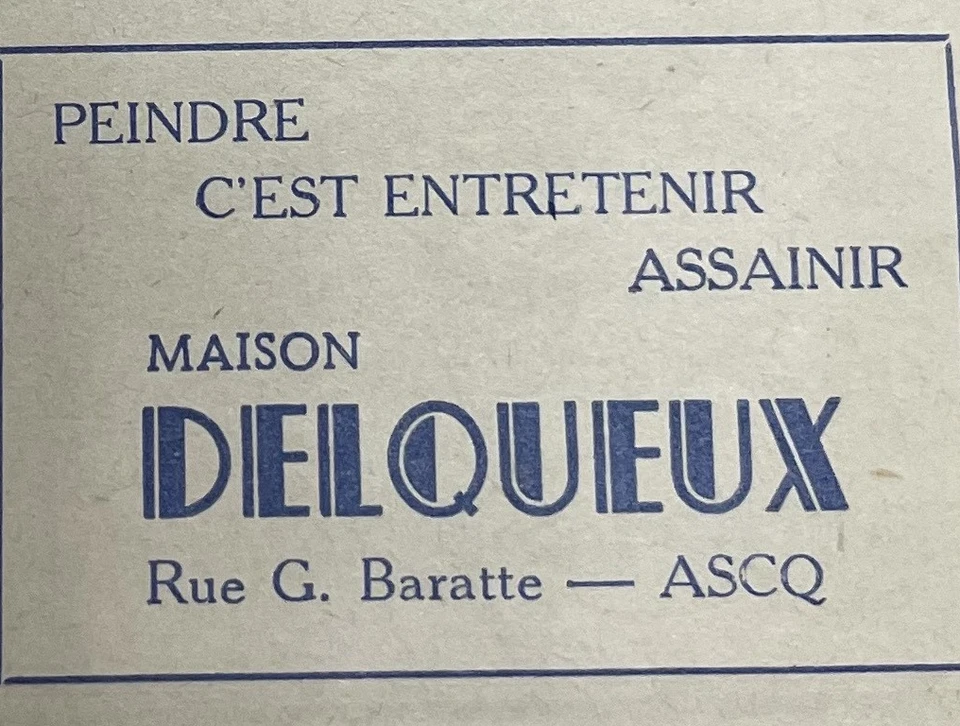 PEINDRE
C'EST ENTRETENIR
ASSAINIR
MAISON
DELQUEUX
Rue G. Baratte — ASCQ